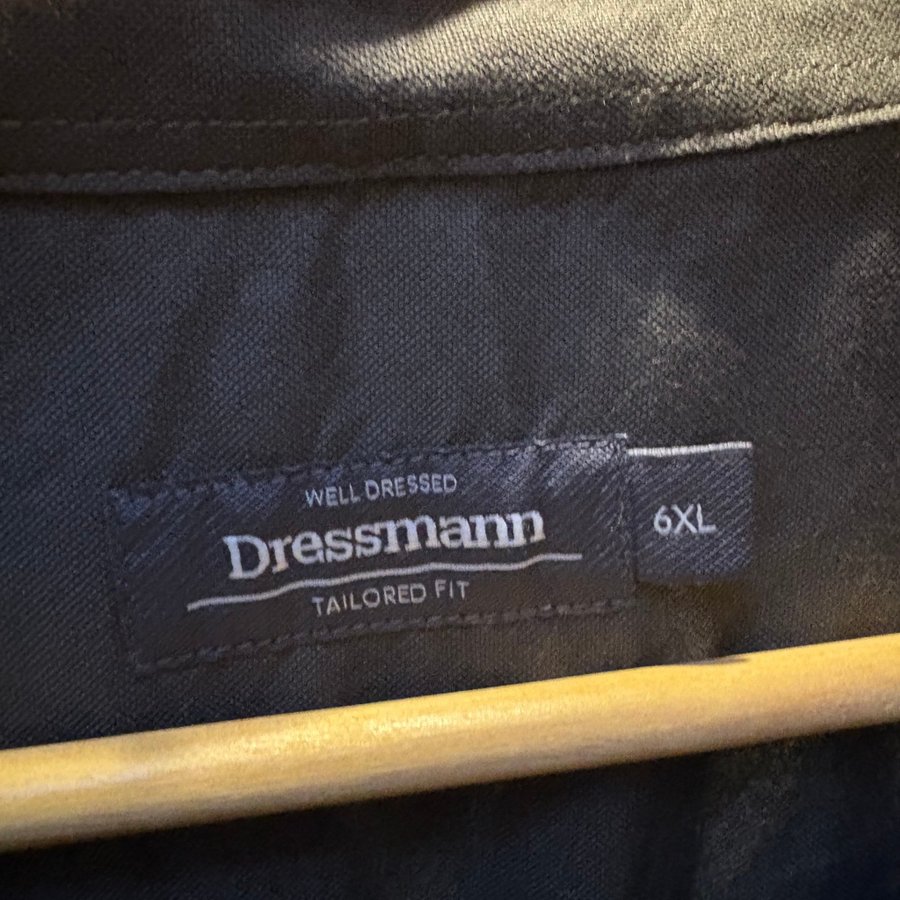 WELL DRESSED
Dressmann
TAILORED FIT
6XL